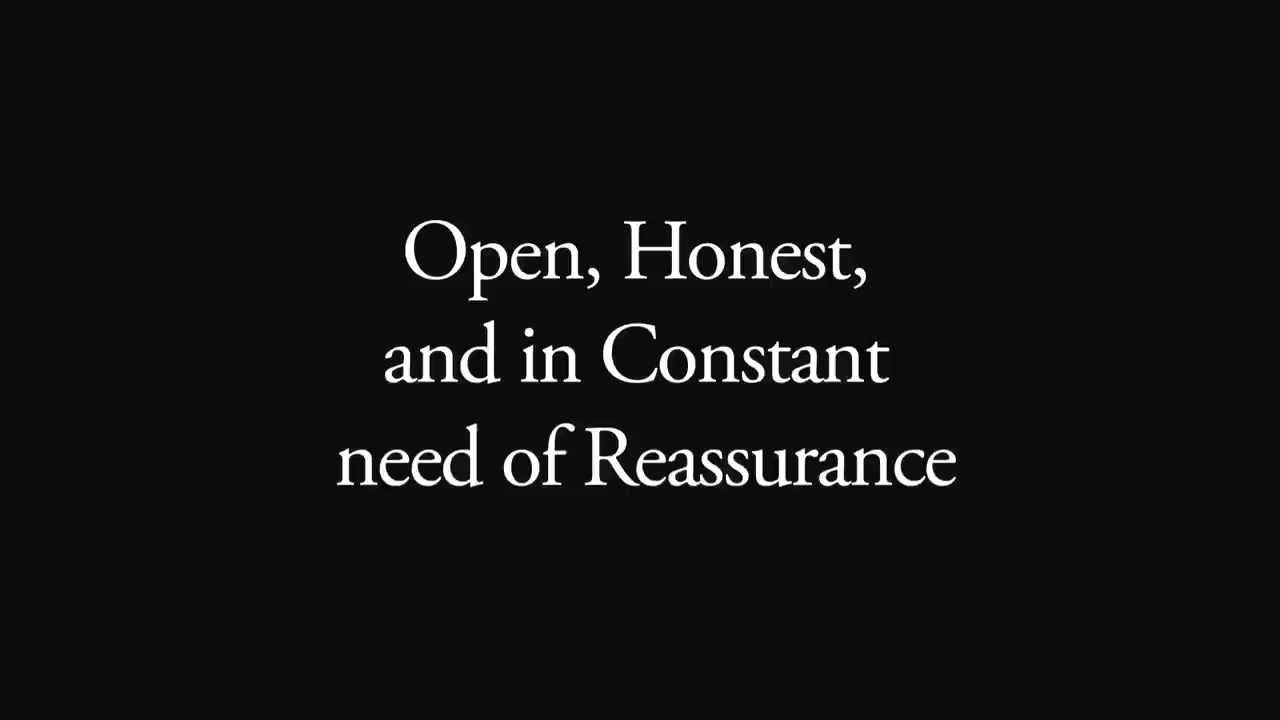 Open, Honest,
and in Constant
need of Reassurance